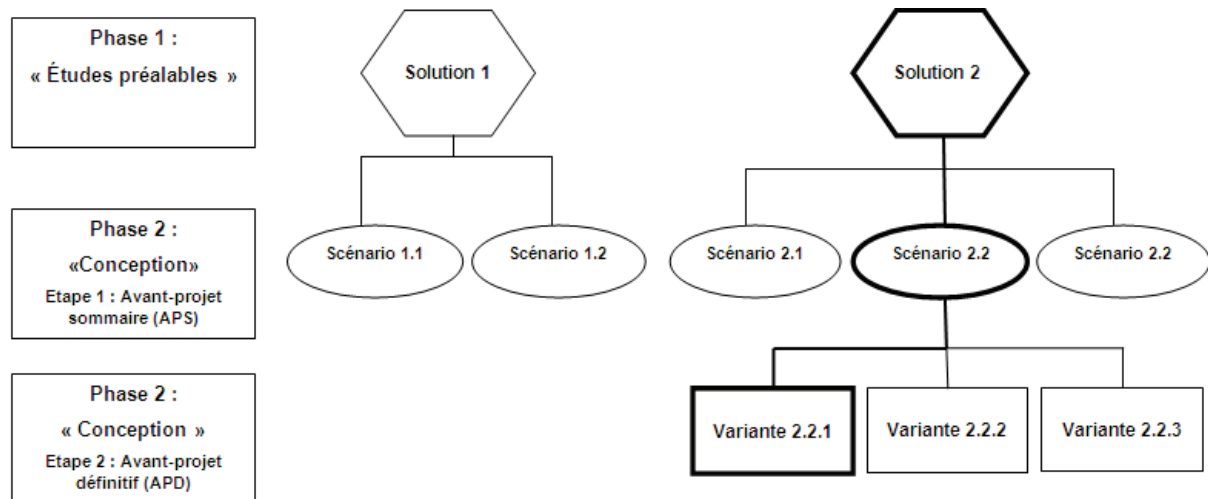 Phase 1 :
« Études préalables »
Solution 1
Solution 2
Phase 2 :
«Conception»
Etape 1 : Avant-projet
sommaire (APS)
Scénario 1.1
Scénario 1.2
Scénario 2.1
Scénario 2.2
Scénario 2.2
Phase 2 :
« Conception »
Etape 2 : Avant-projet
définitif (APD)
Variante 2.2.1
Variante 2.2.2
Variante 2.2.3